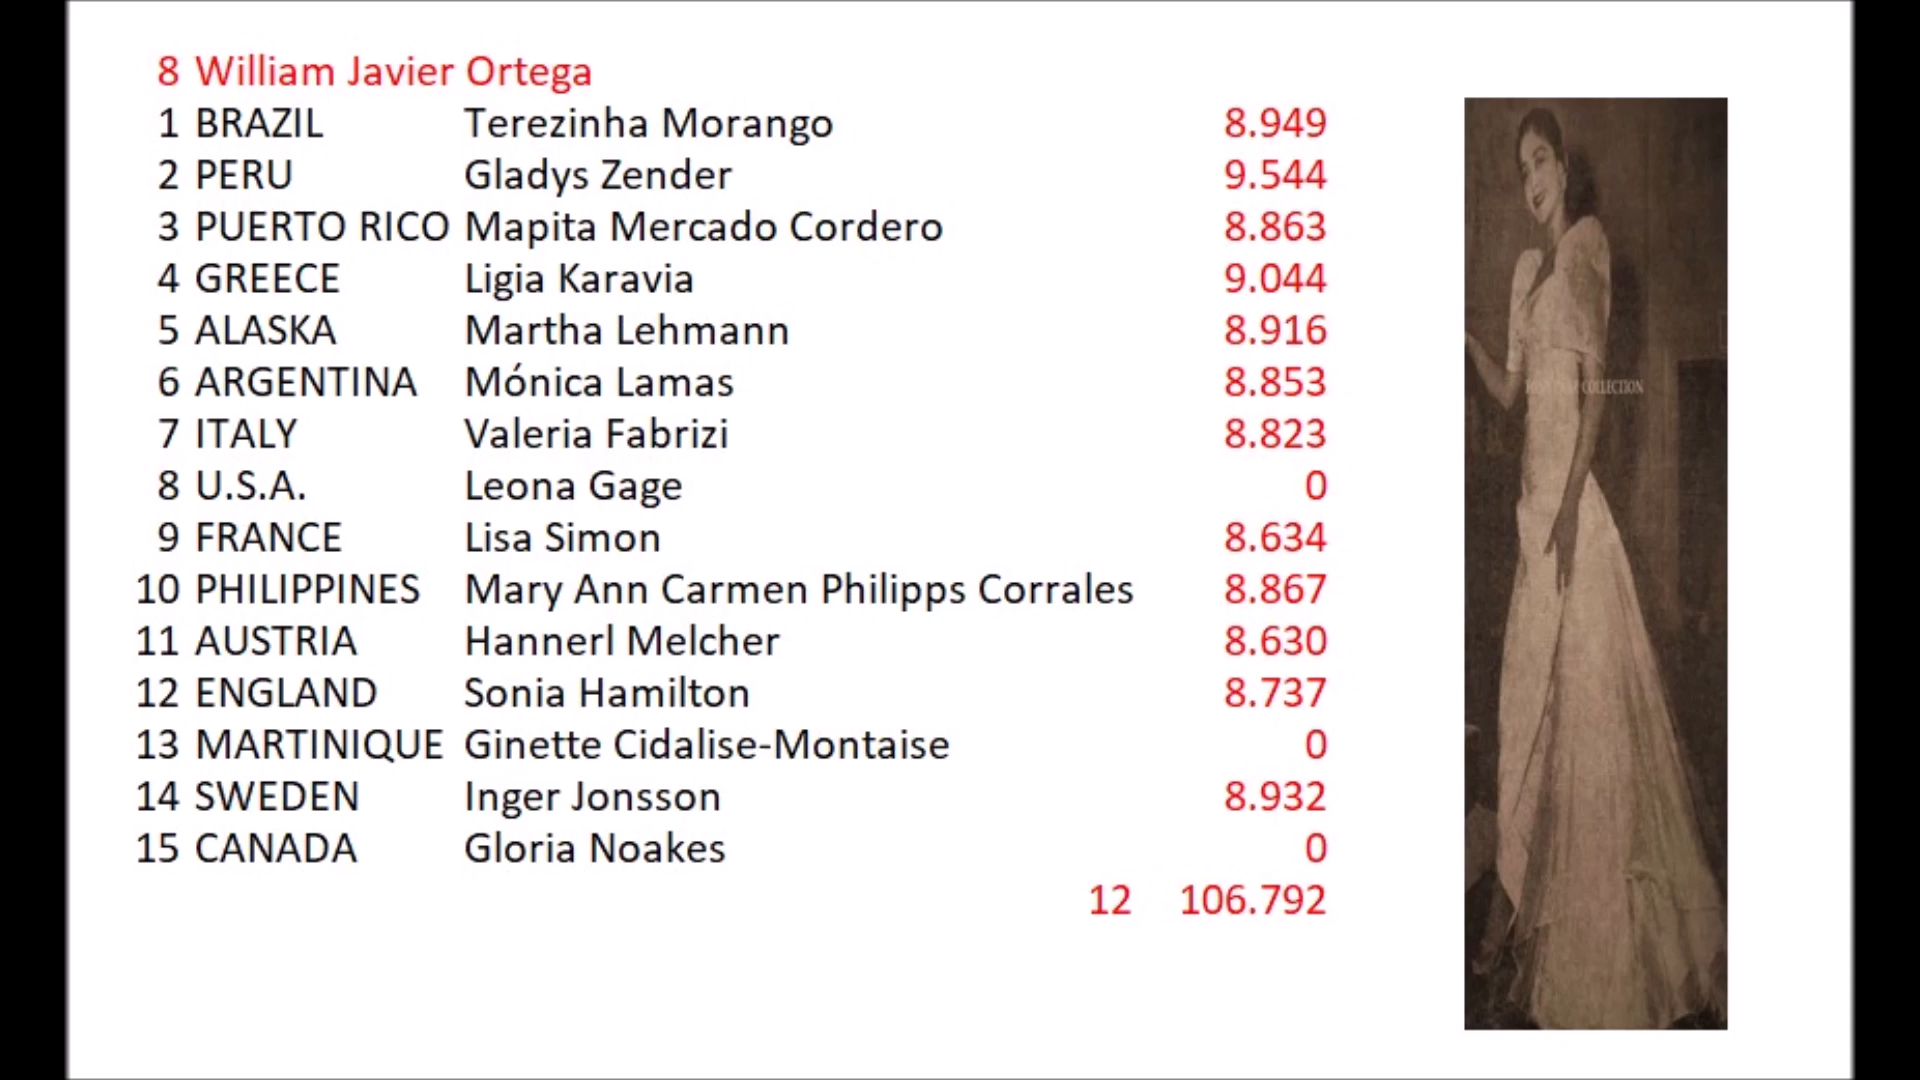 8 William Javier Ortega
1 BRAZIL Terezinha Morango 8.949
2 PERU Gladys Zender 9.544
3 PUERTO RICO Mapita Mercado Cordero 8.863
4 GREECE Ligia Karavia 9.044
5 ALASKA Martha Lehmann 8.916
6 ARGENTINA Mónica Lamas 8.853
7 ITALY Valeria Fabrizi 8.823
8 U.S.A. Leona Gage 0
9 FRANCE Lisa Simon 8.634
10 PHILIPPINES Mary Ann Carmen Philipps Corrales 8.867
11 AUSTRIA Hannerl Melcher 8.630
12 ENGLAND Sonia Hamilton 8.737
13 MARTINIQUE Ginette Cidalise-Montaise 0
14 SWEDEN Inger Jonsson 8.932
15 CANADA Gloria Noakes 0
12 106.792
COLLECTION